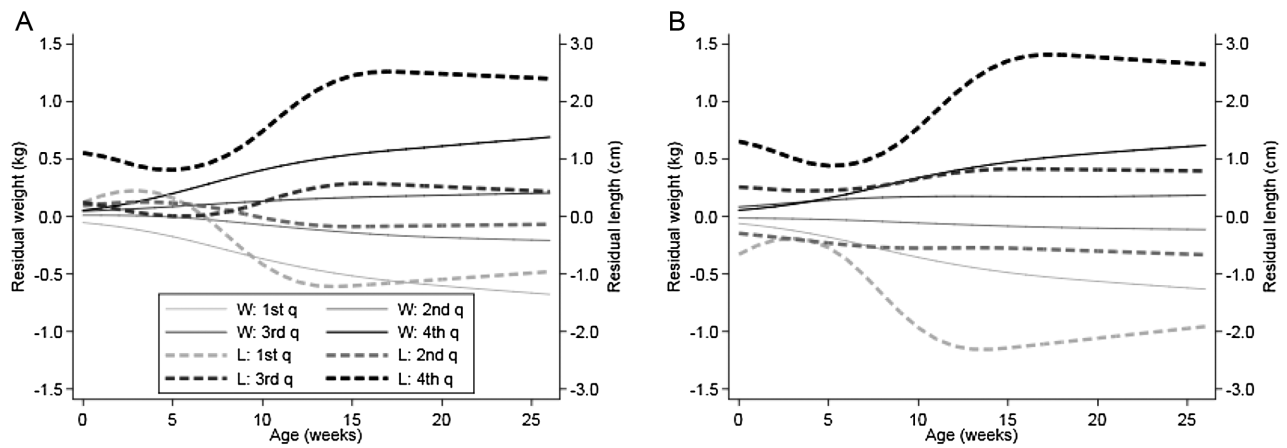 A
B
Residual weight (kg)
1.5
1.0
0.5
0.0
-0.5
-1.0
-1.5
3.0
2.0
1.0
0.0
-1.0
-2.0
-3.0
Residual length (cm)
W: 1st q W: 2nd q
W: 3rd q W: 4th q
L: 1st q L: 2nd q
L: 3rd q L: 4th q
0 5 10 15 20 25
Age (weeks)
Residual weight (kg)
1.5
1.0
0.5
0.0
-0.5
-1.0
-1.5
3.0
2.0
1.0
0.0
-1.0
-2.0
-3.0
Residual length (cm)
0 5 10 15 20 25
Age (weeks)